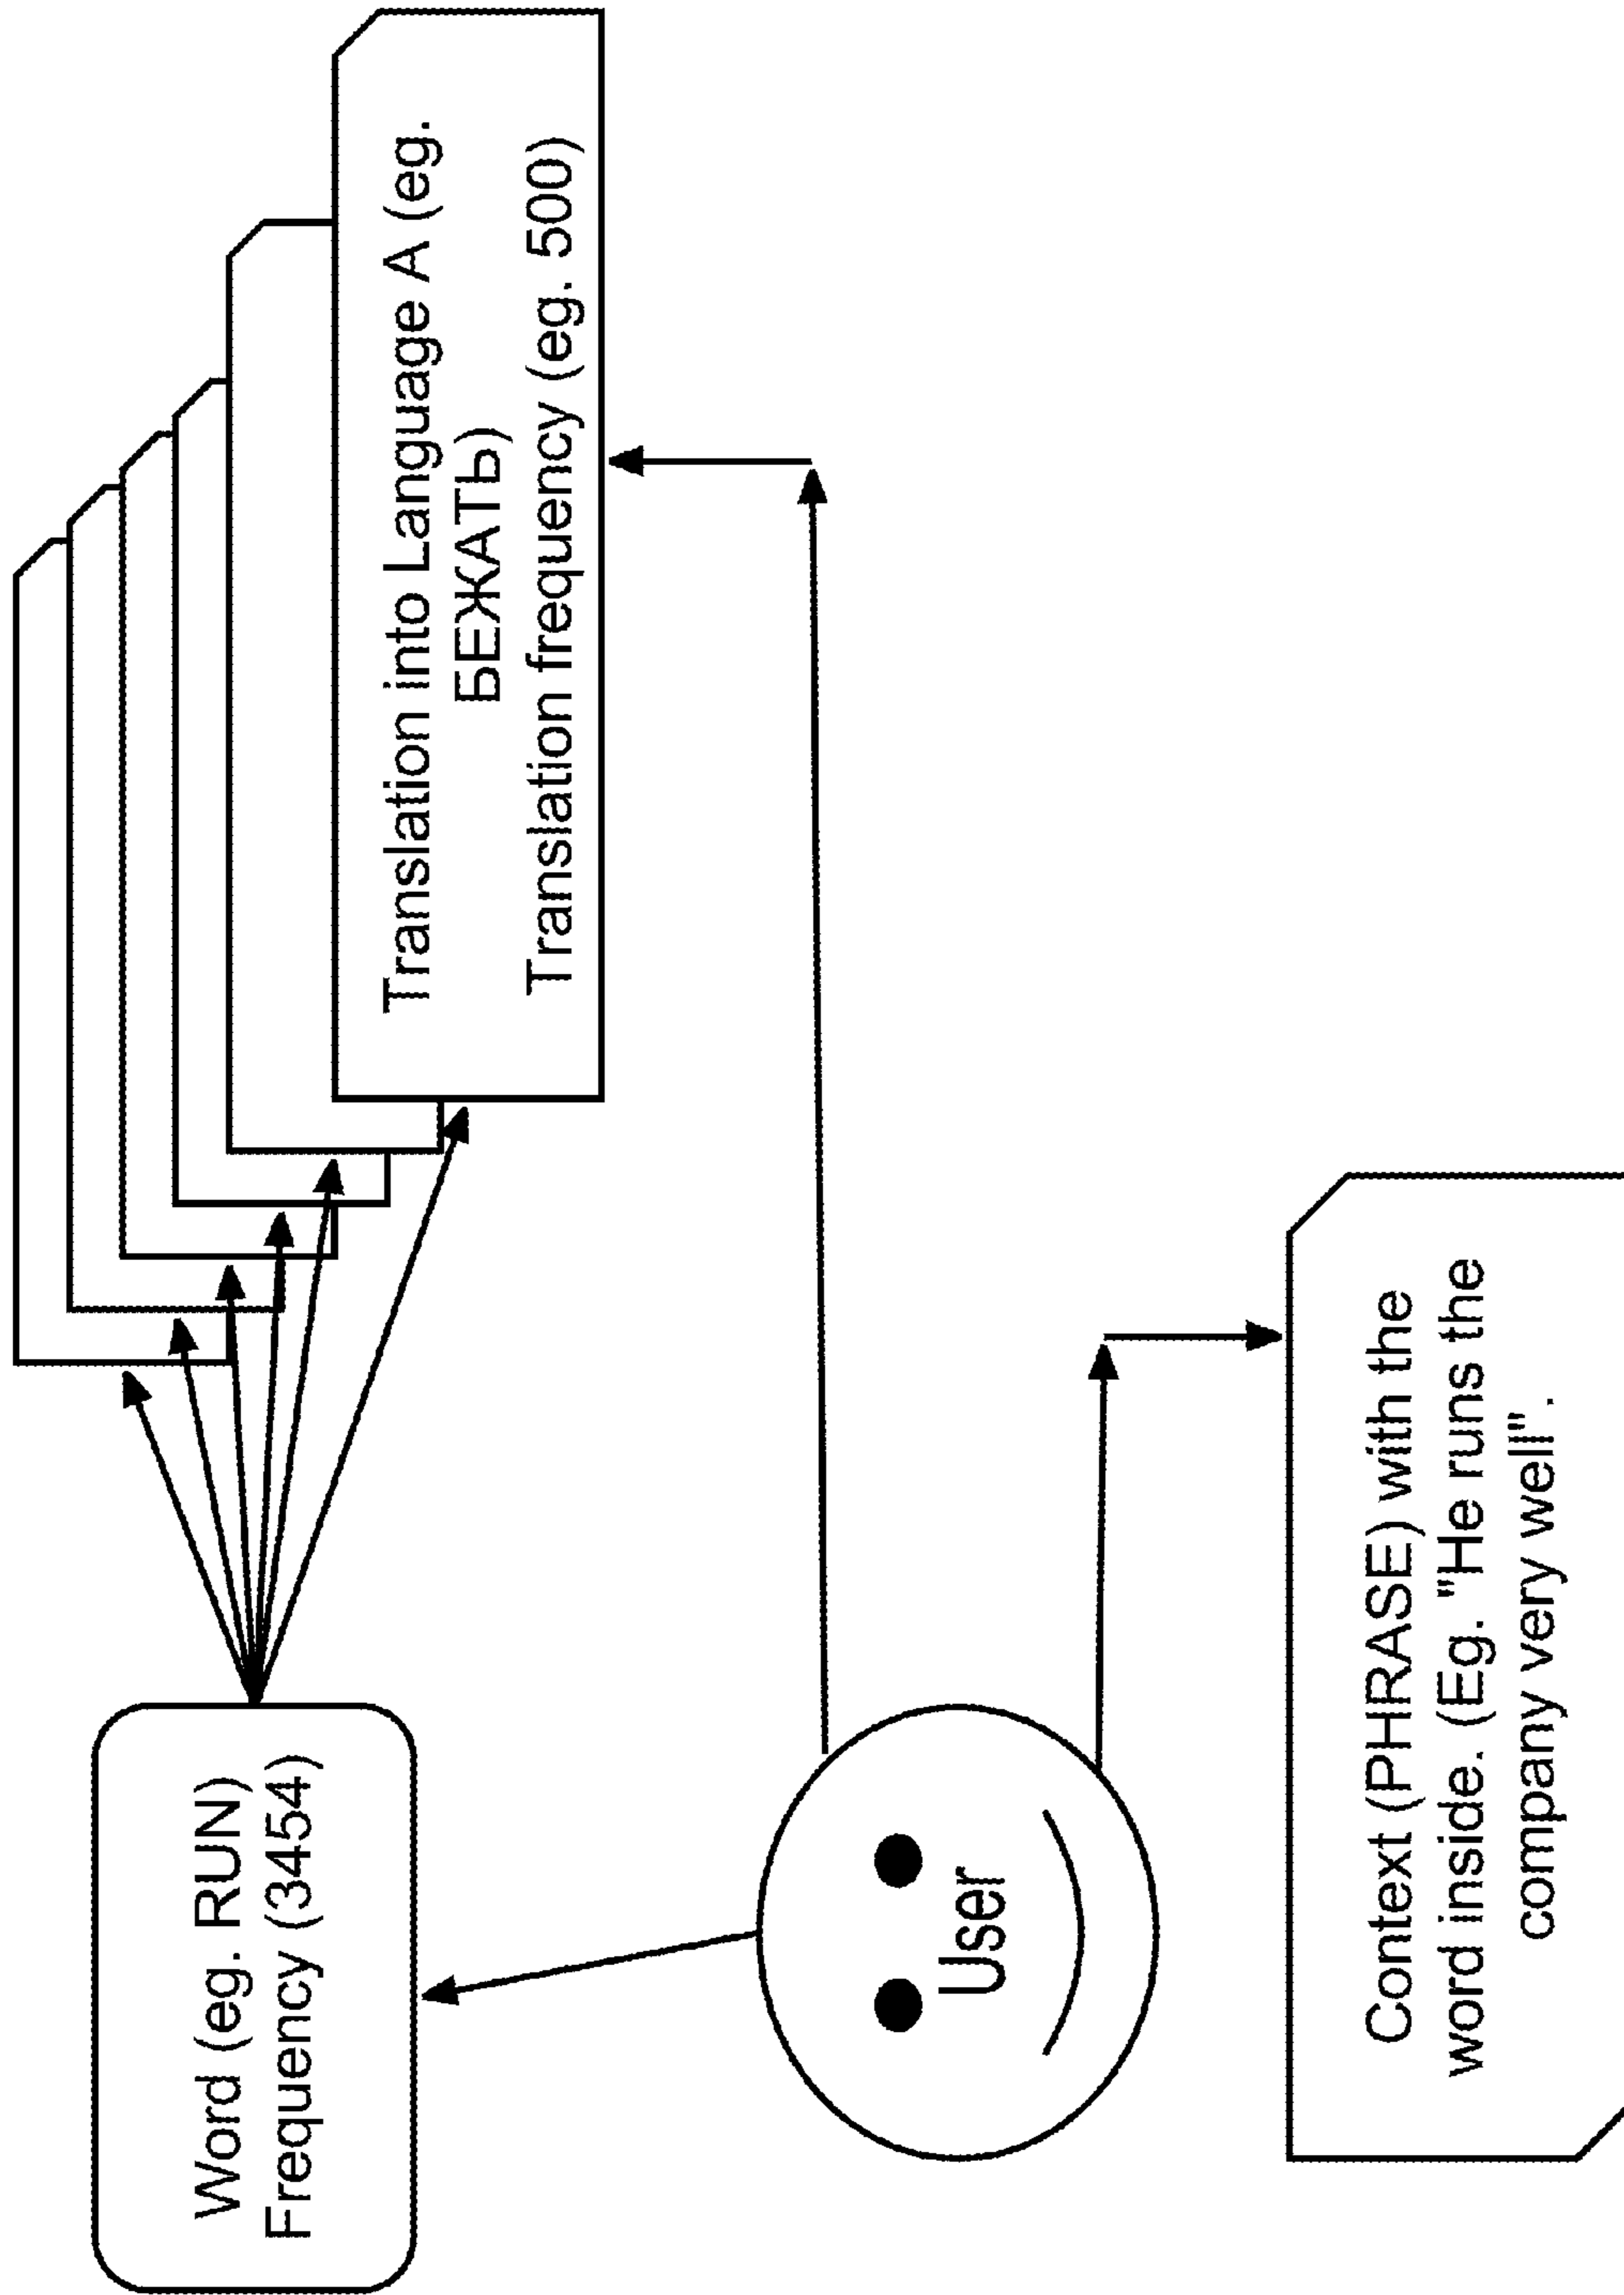 Word (eg. RUN)
Frequency (3454)
Translation into Language A (eg.
БЕЖАТЬ)
Translation frequency (eg. 500)
User
Context (PHRASE) with the
word inside. (Eg. "He runs the
company very well".